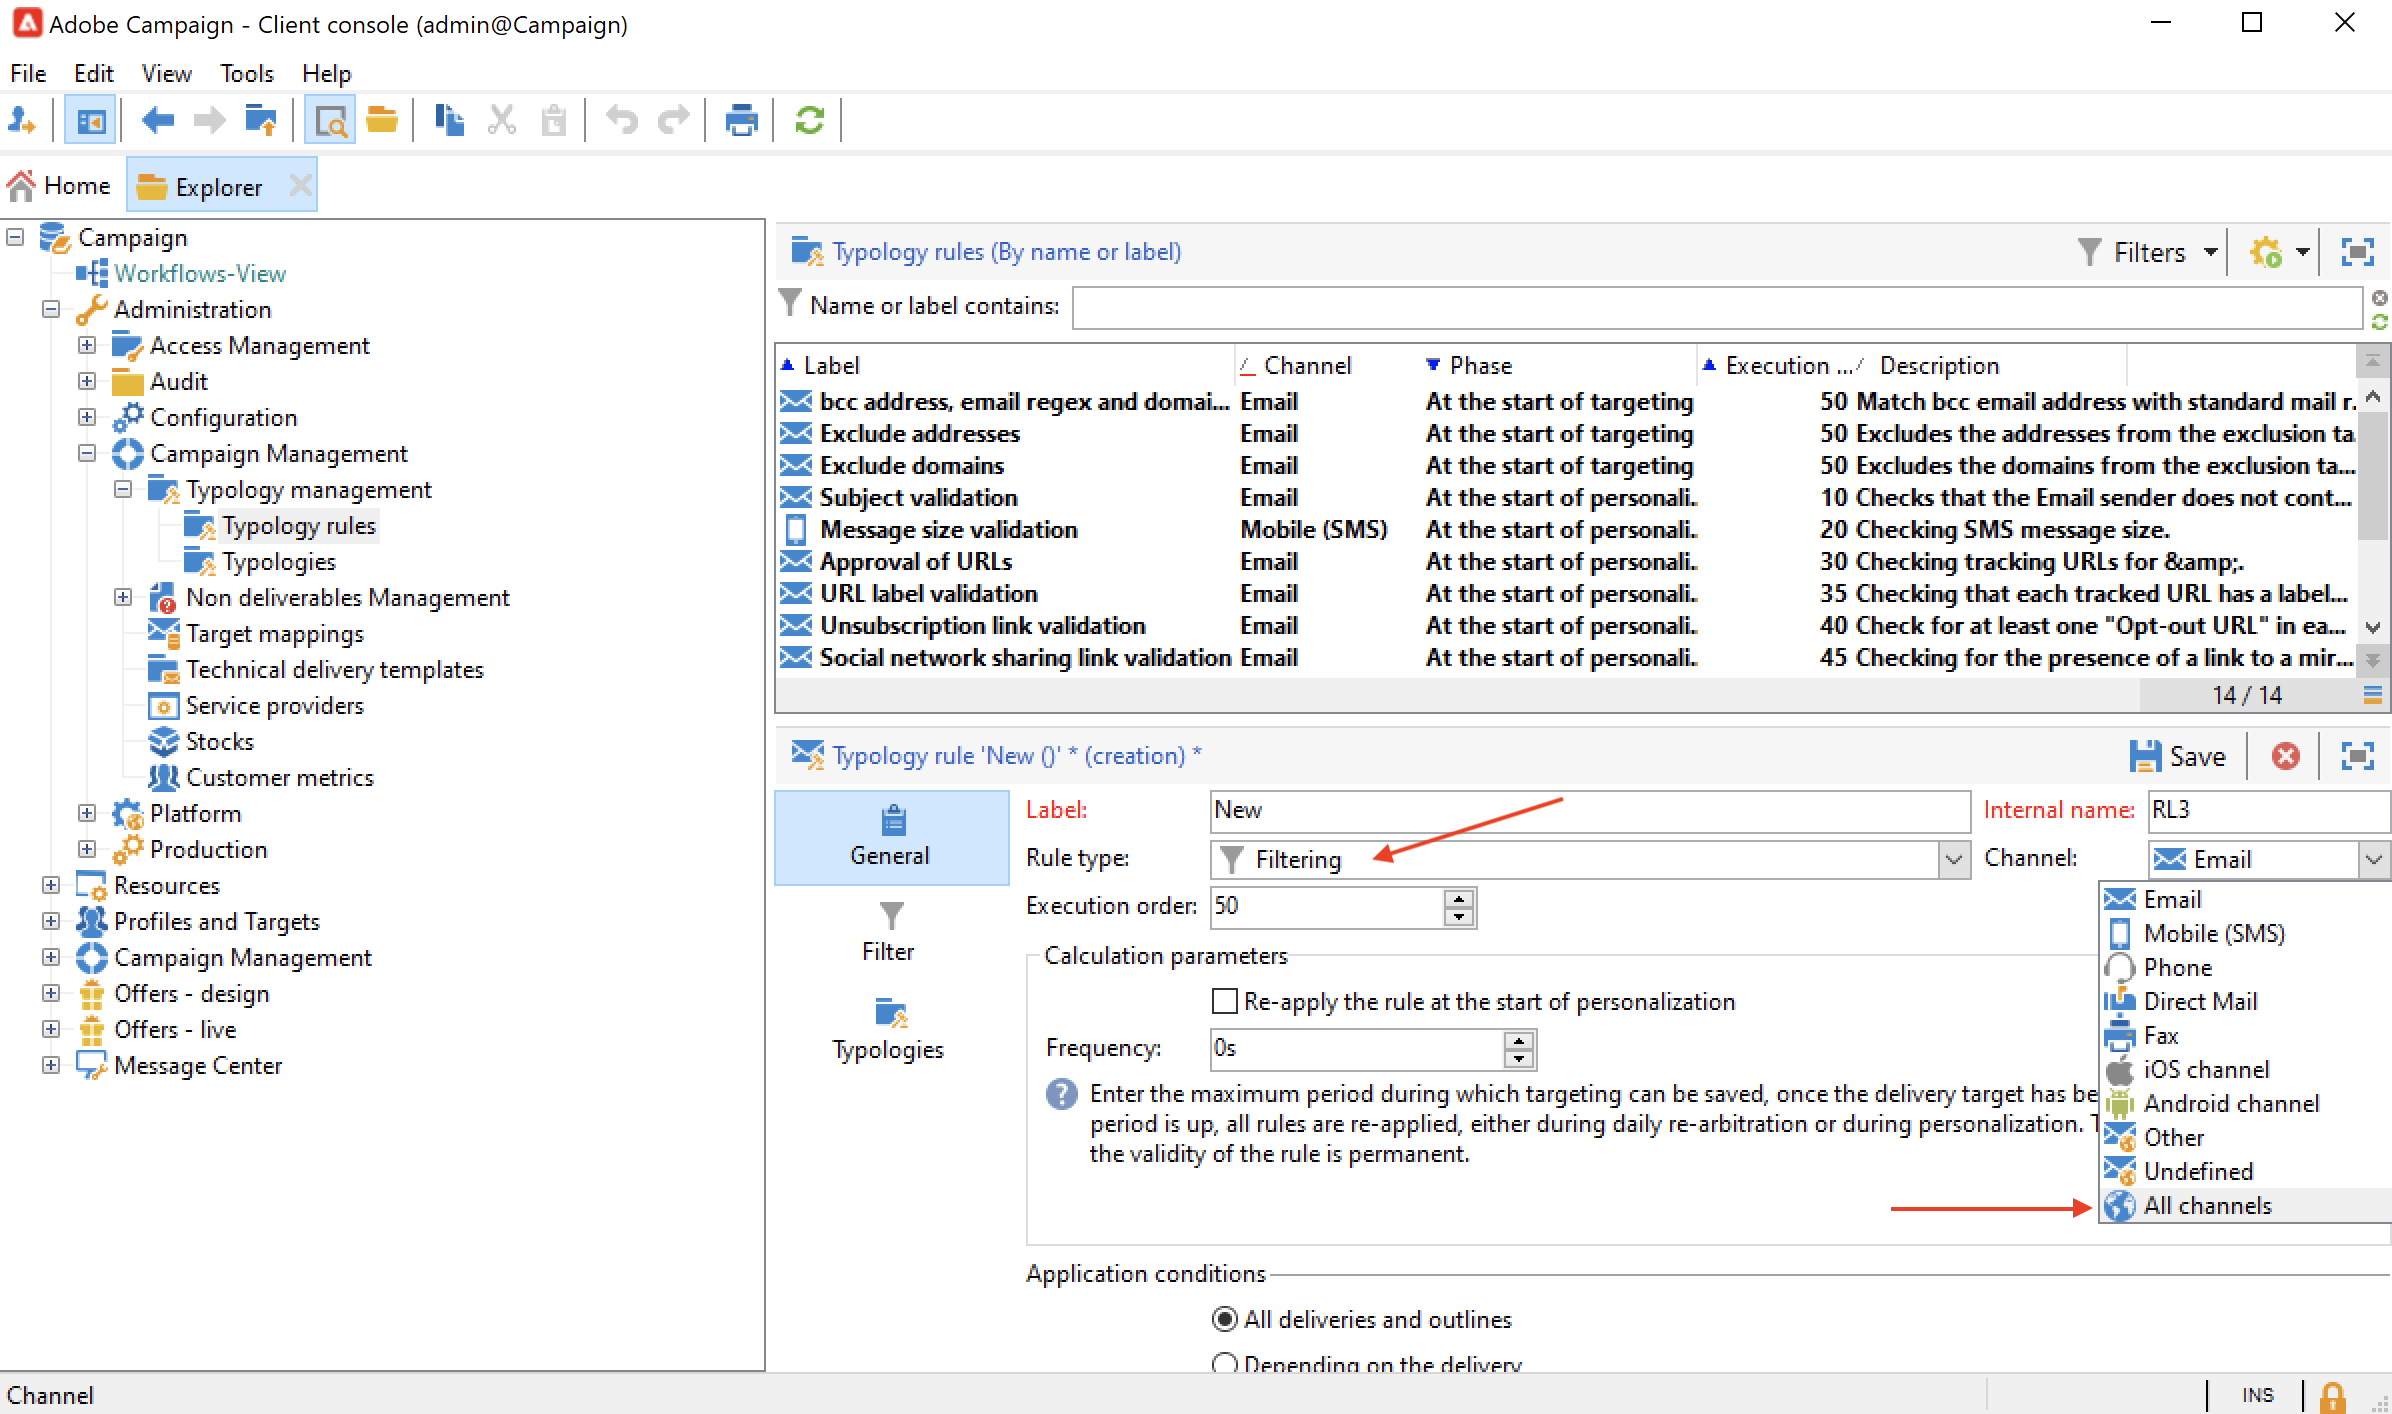 Adobe Campaign - Client console (admin@Campaign)
File Edit View Tools Help
Home Explorer
Campaign
Workflows-View
Administration
Access Management
Audit
Configuration
Campaign Management
Typology management
Typology rules
Typologies
Non deliverables Management
Target mappings
Technical delivery templates
Service providers
Stocks
Customer metrics
Platform
Production
Resources
Profiles and Targets
Campaign Management
Offers - design
Offers - live
Message Center
Typology rules (By name or label) Filters
Name or label contains:
Label Channel Phase Execution ... Description
bcc address, email regex and domai... Email At the start of targeting 50 Match bcc email address with standard mail r.
Exclude addresses Email At the start of targeting 50 Excludes the addresses from the exclusion ta.
Exclude domains Email At the start of targeting 50 Excludes the domains from the exclusion ta...
Subject validation Email At the start of personali. 10 Checks that the Email sender does not cont...
Message size validation Mobile (SMS) At the start of personali. 20 Checking SMS message size.
Approval of URLs Email At the start of personali. 30 Checking tracking URLs for &amp;.
URL label validation Email At the start of personali. 35 Checking that each tracked URL has a label...
Unsubscription link validation Email At the start of personali. 40 Check for at least one "Opt-out URL" in ea...
Social network sharing link validation Email At the start of personali. 45 Checking for the presence of a link to a mir...
14 / 14
Typology rule 'New ()' * (creation) * Save
General
Filter
Typologies
Label: New Internal name: RL3
Rule type: Filtering Channel: Email
Execution order: 50
Email
Mobile (SMS)
Phone
Direct Mail
Fax
iOS channel
Android channel
Other
Undefined
All channels
Calculation parameters
Re-apply the rule at the start of personalization
Frequency: 0s
? Enter the maximum period during which targeting can be saved, once the delivery target has be
period is up, all rules are re-applied, either during daily re-arbitration or during personalization.
the validity of the rule is permanent.
Application conditions
All deliveries and outlines
Depending on the delivery
Channel INS